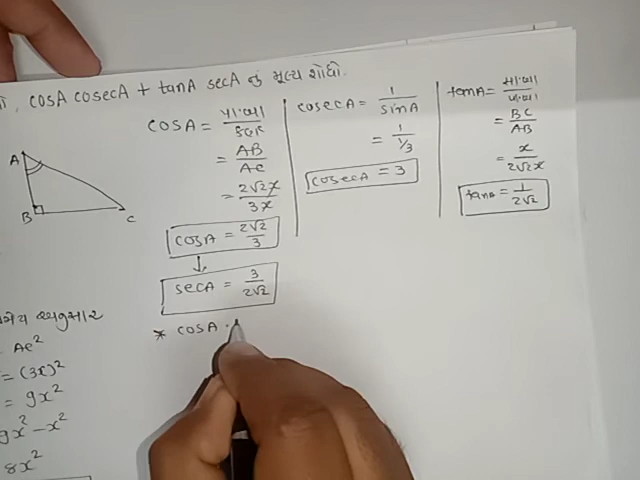 cosA cosecA + tanA secA નું મૂલ્ય શોધો.
A
B
C
cosA = પા.બા / કર્ણ
= AB / AC
= 2√2x / 3x
cosA = 2√2 / 3
↓
secA = 3 / 2√2
* cosA .
cosecA = 1 / sinA
= 1 / 1/3
cosecA = 3
tanA = સા.બા / પા.બા
= BC / AB
= x / 2√2x
tanA = 1 / 2√2
અનુસાર
AC²
= (3x)²
= 9x²
9x² - x²
8x²